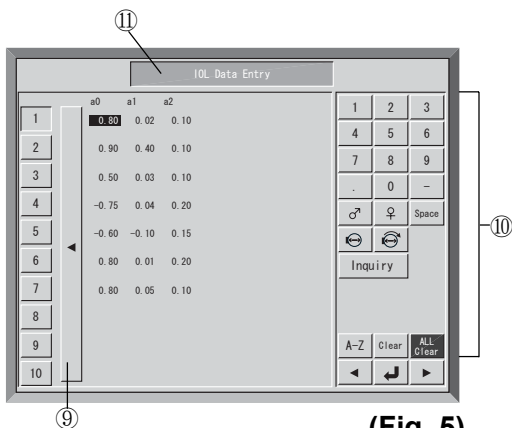 ⑪
IOL Data Entry
a0 a1 a2
1 0.80 0.02 0.10
2 0.90 0.40 0.10
3 0.50 0.03 0.10
4 -0.75 0.04 0.20
5 -0.60 -0.10 0.15
6 0.80 0.01 0.20
7 0.80 0.05 0.10
8
9
10
1 2 3
4 5 6
7 8 9
. 0 -
♂ ♀ Space
Inquiry
A-Z Clear ALL Clear
⑩
⑨
(Fig. 5)